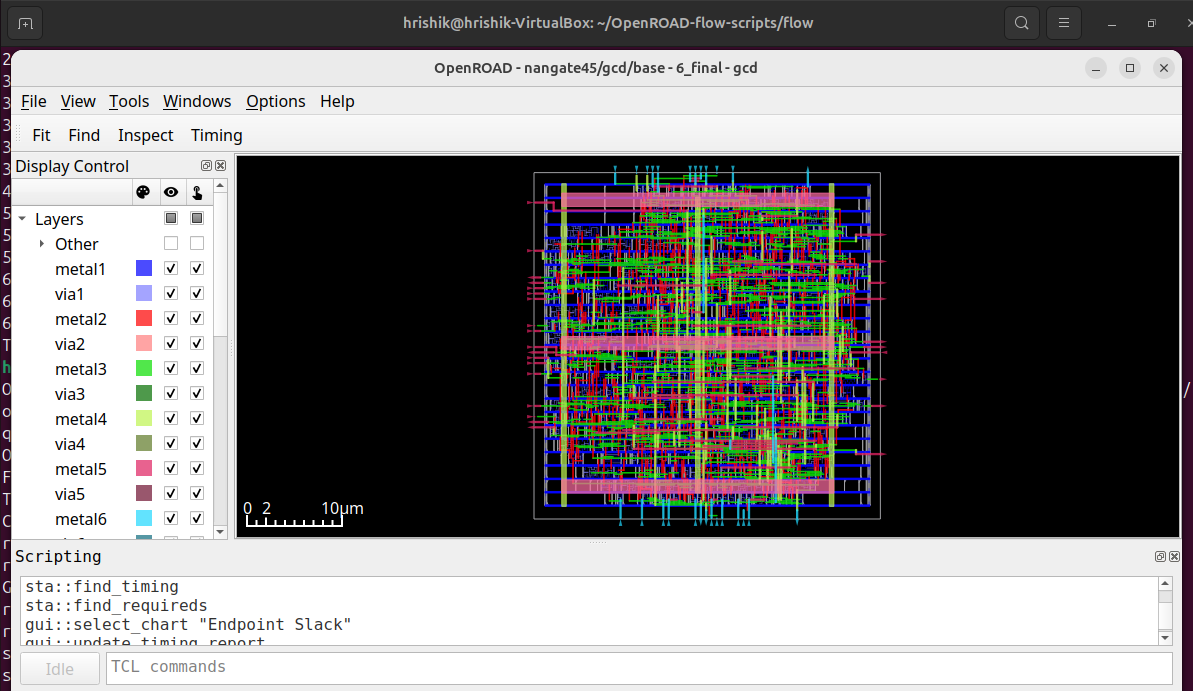 hrishik@hrishik-VirtualBox: ~/OpenROAD-flow-scripts/flow
OpenROAD - nangate45/gcd/base - 6_final - gcd
File View Tools Windows Options Help
Fit Find Inspect Timing
Display Control
Layers
Other
metal1
via1
metal2
via2
metal3
via3
metal4
via4
metal5
via5
metal6
0 2 10μm
Scripting
sta::find_timing
sta::find_requireds
gui::select_chart "Endpoint Slack"
gui::update_timing_report
Idle
TCL commands